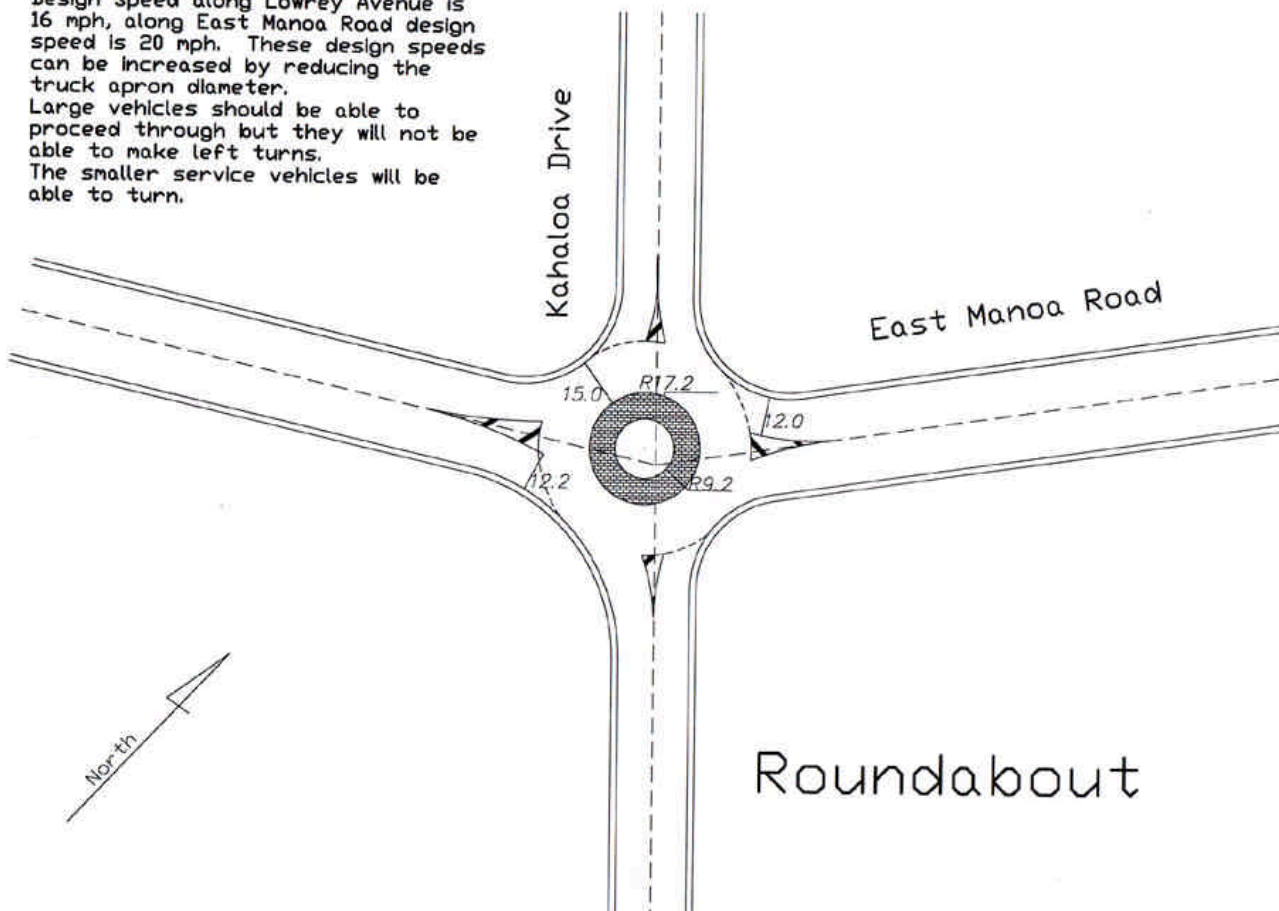 Design Speed along Lowrey Avenue is
16 mph, along East Manoa Road design
speed is 20 mph. These design speeds
can be increased by reducing the
truck apron diameter.
Large vehicles should be able to
proceed through but they will not be
able to make left turns.
The smaller service vehicles will be
able to turn.
Kahaloa Drive
East Manoa Road
15.0
R17.2
12.0
12.2
R9.2
North
Roundabout